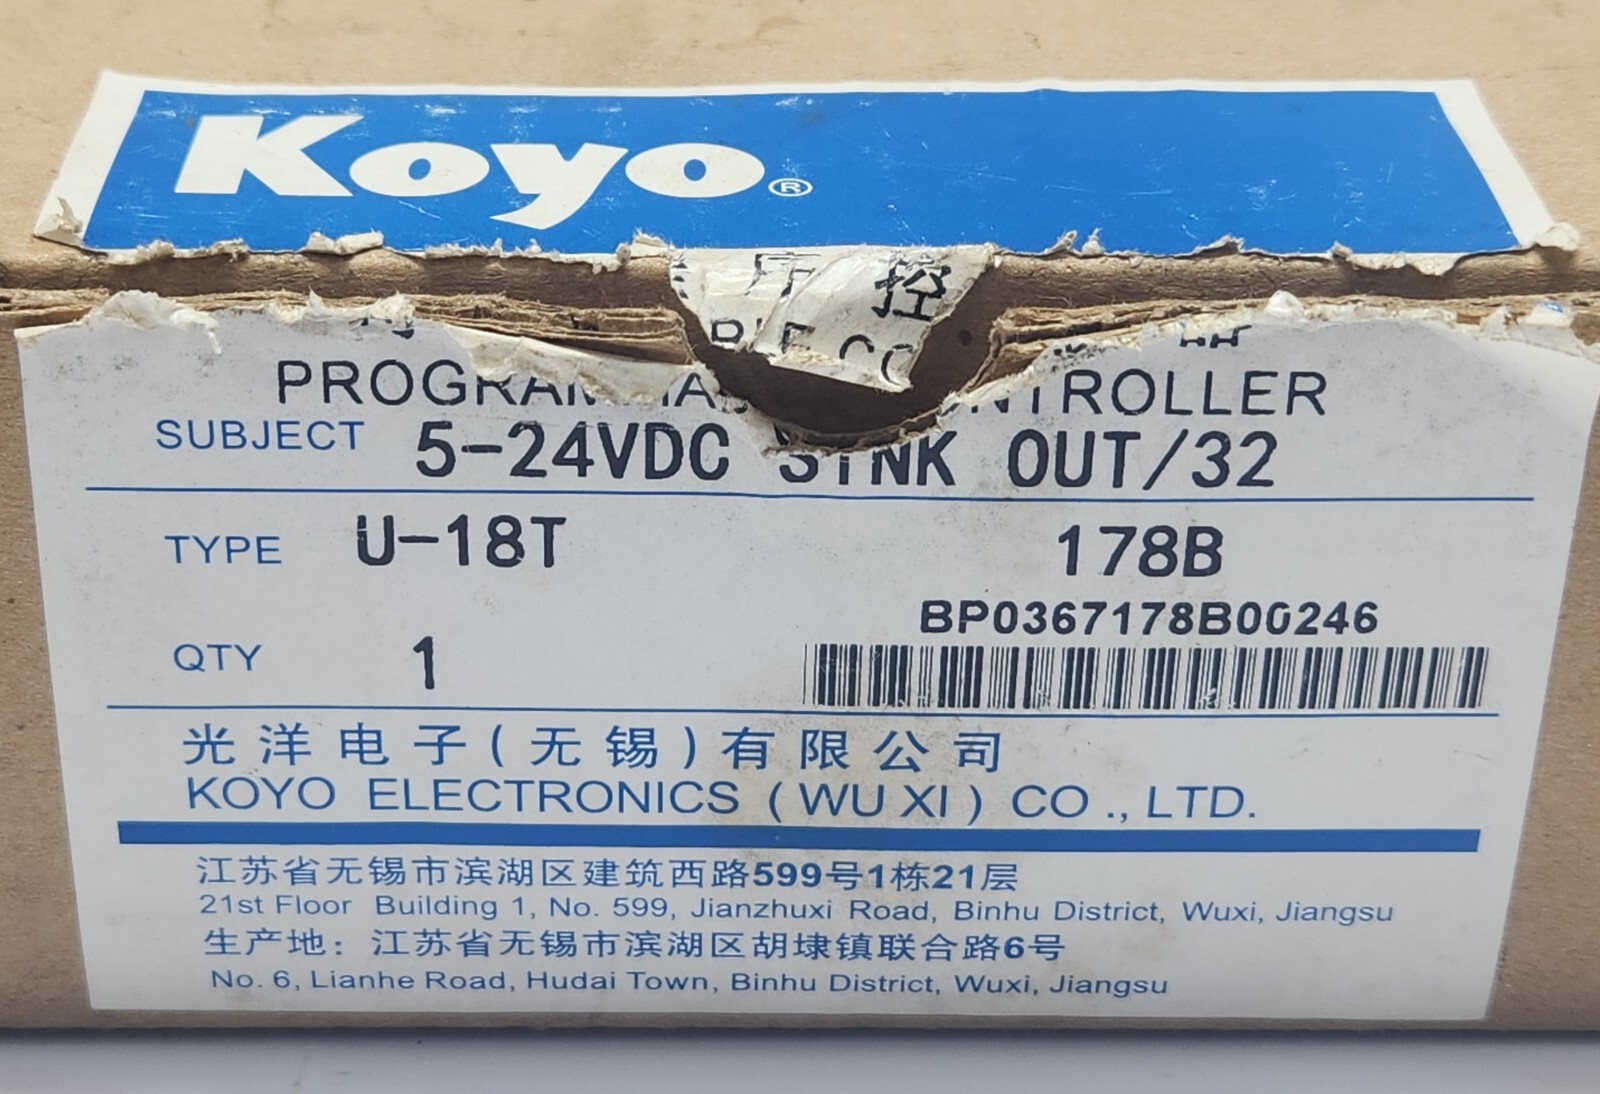 Koyo®
控
PROGRAMMABLE CONTROLLER
SUBJECT 5-24VDC SINK OUT/32
TYPE U-18T 178B
BP0367178B00246
QTY 1
光洋电子(无锡)有限公司
KOYO ELECTRONICS (WU XI) CO., LTD.
江苏省无锡市滨湖区建筑西路599号1栋21层
21st Floor Building 1, No. 599, Jianzhuxi Road, Binhu District, Wuxi, Jiangsu
生产地：江苏省无锡市滨湖区胡埭镇联合路6号
No. 6, Lianhe Road, Hudai Town, Binhu District, Wuxi, Jiangsu